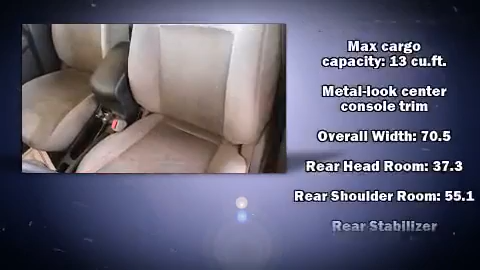 Max cargo
capacity: 13 cu.ft.
Metal-look center
console trim
Overall Width: 70.5
Rear Head Room: 37.3
Rear Shoulder Room: 55.1
Rear Stabilizer